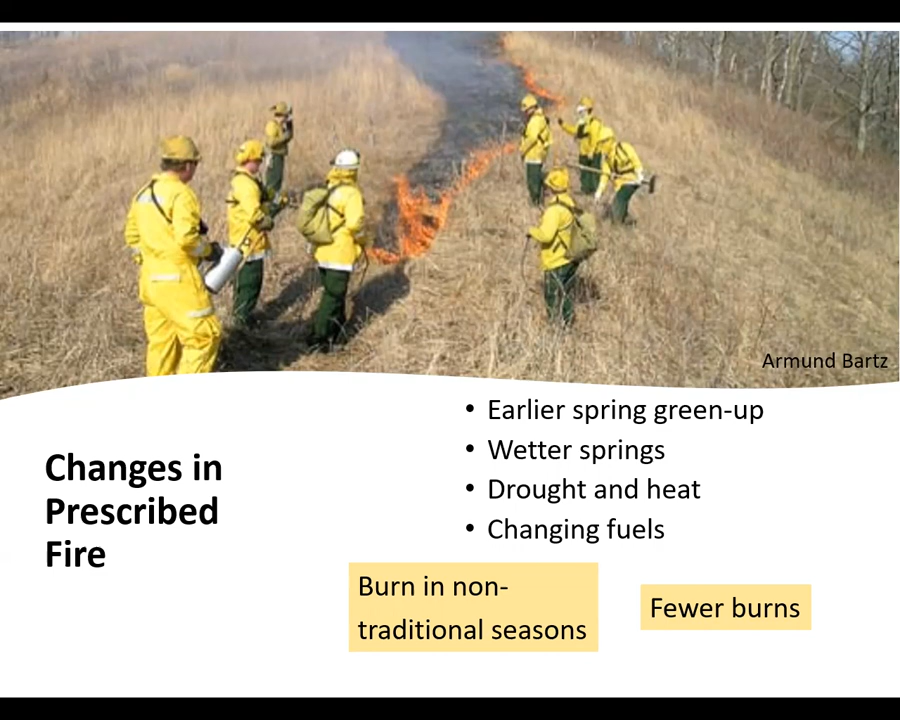 Armund Bartz
Changes in
Prescribed
Fire
• Earlier spring green-up
• Wetter springs
• Drought and heat
• Changing fuels
Burn in non-
traditional seasons
Fewer burns